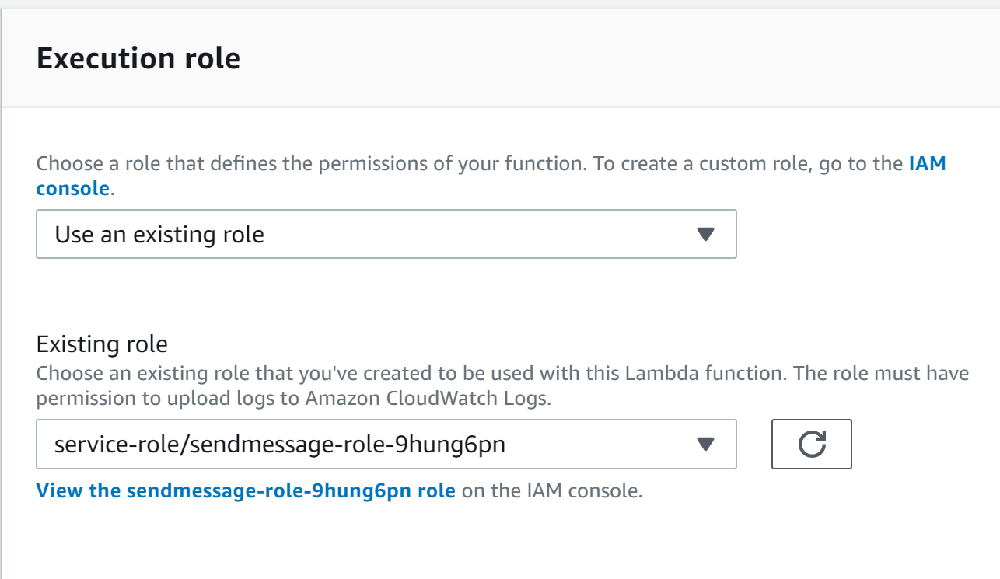 Execution role
Choose a role that defines the permissions of your function. To create a custom role, go to the IAM
console.
Use an existing role
Existing role
Choose an existing role that you've created to be used with this Lambda function. The role must have
permission to upload logs to Amazon CloudWatch Logs.
service-role/sendmessage-role-9hung6pn
View the sendmessage-role-9hung6pn role on the IAM console.